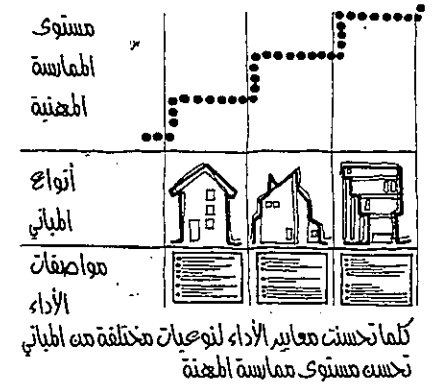 مستوى
الممارسة
المهنية
أنواع
المباني
مواصفات
الأداء
كلما تحسنت معايير الأداء لنوعيات مختلفة من المباني
تحسن مستوى ممارسة المهنة